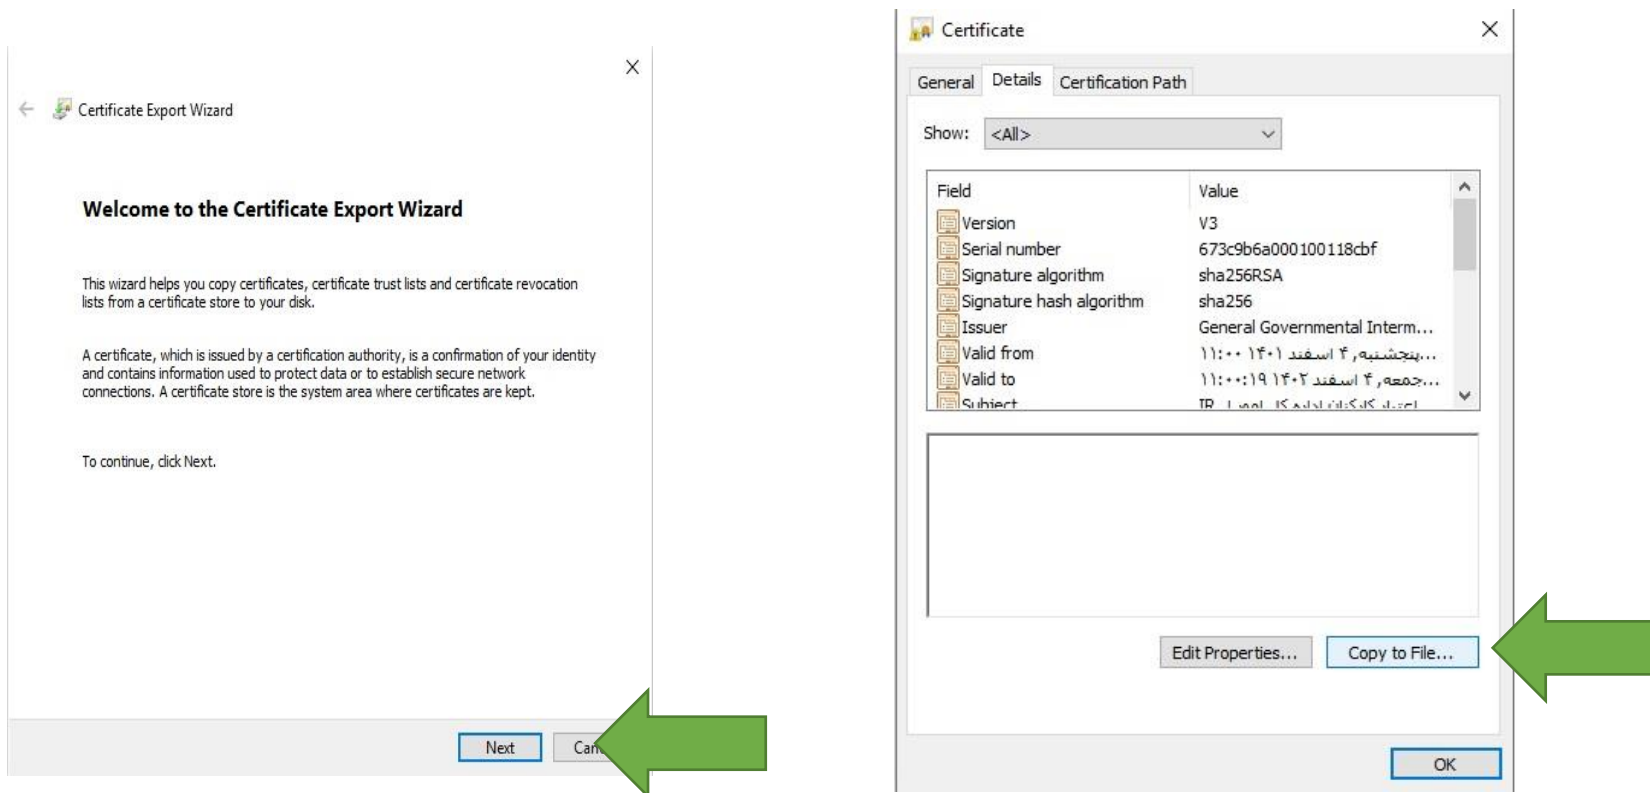 Certificate Export Wizard
Welcome to the Certificate Export Wizard
This wizard helps you copy certificates, certificate trust lists and certificate revocation
lists from a certificate store to your disk.
A certificate, which is issued by a certification authority, is a confirmation of your identity
and contains information used to protect data or to establish secure network
connections. A certificate store is the system area where certificates are kept.
To continue, click Next.
Next
Certificate
General Details Certification Path
Show: <All>
Field Value
Version V3
Serial number 673c9b6a000100118cbf
Signature algorithm sha256RSA
Signature hash algorithm sha256
Issuer General Governmental Interm...
Valid from پنجشنبه, ۴ اسفند ۱۴۰۱ ۱۱:۰۰...
Valid to جمعه, ۴ اسفند ۱۴۰۲ ۱۱:۰۰:۱۹...
Subject IR
Edit Properties... Copy to File...
OK